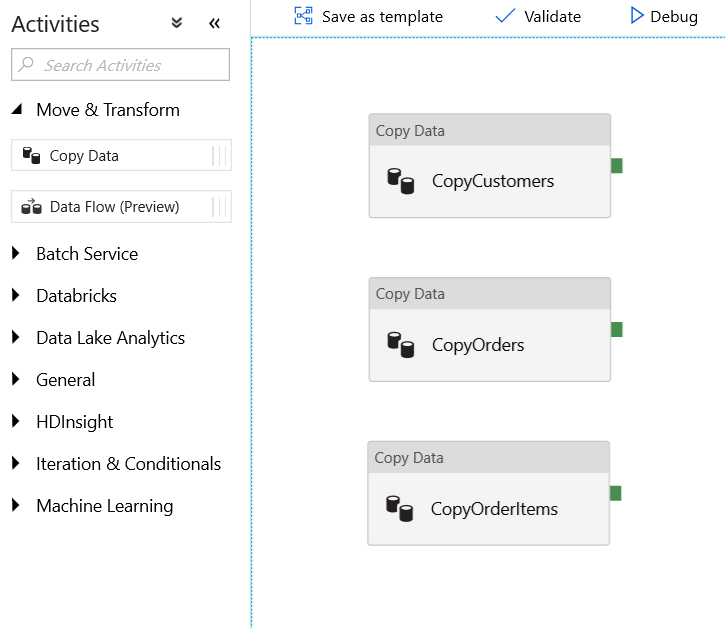 Activities
Search Activities
Move & Transform
Copy Data
Data Flow (Preview)
Batch Service
Databricks
Data Lake Analytics
General
HDInsight
Iteration & Conditionals
Machine Learning
Save as template
Validate
Debug
Copy Data
CopyCustomers
Copy Data
CopyOrders
Copy Data
CopyOrderItems